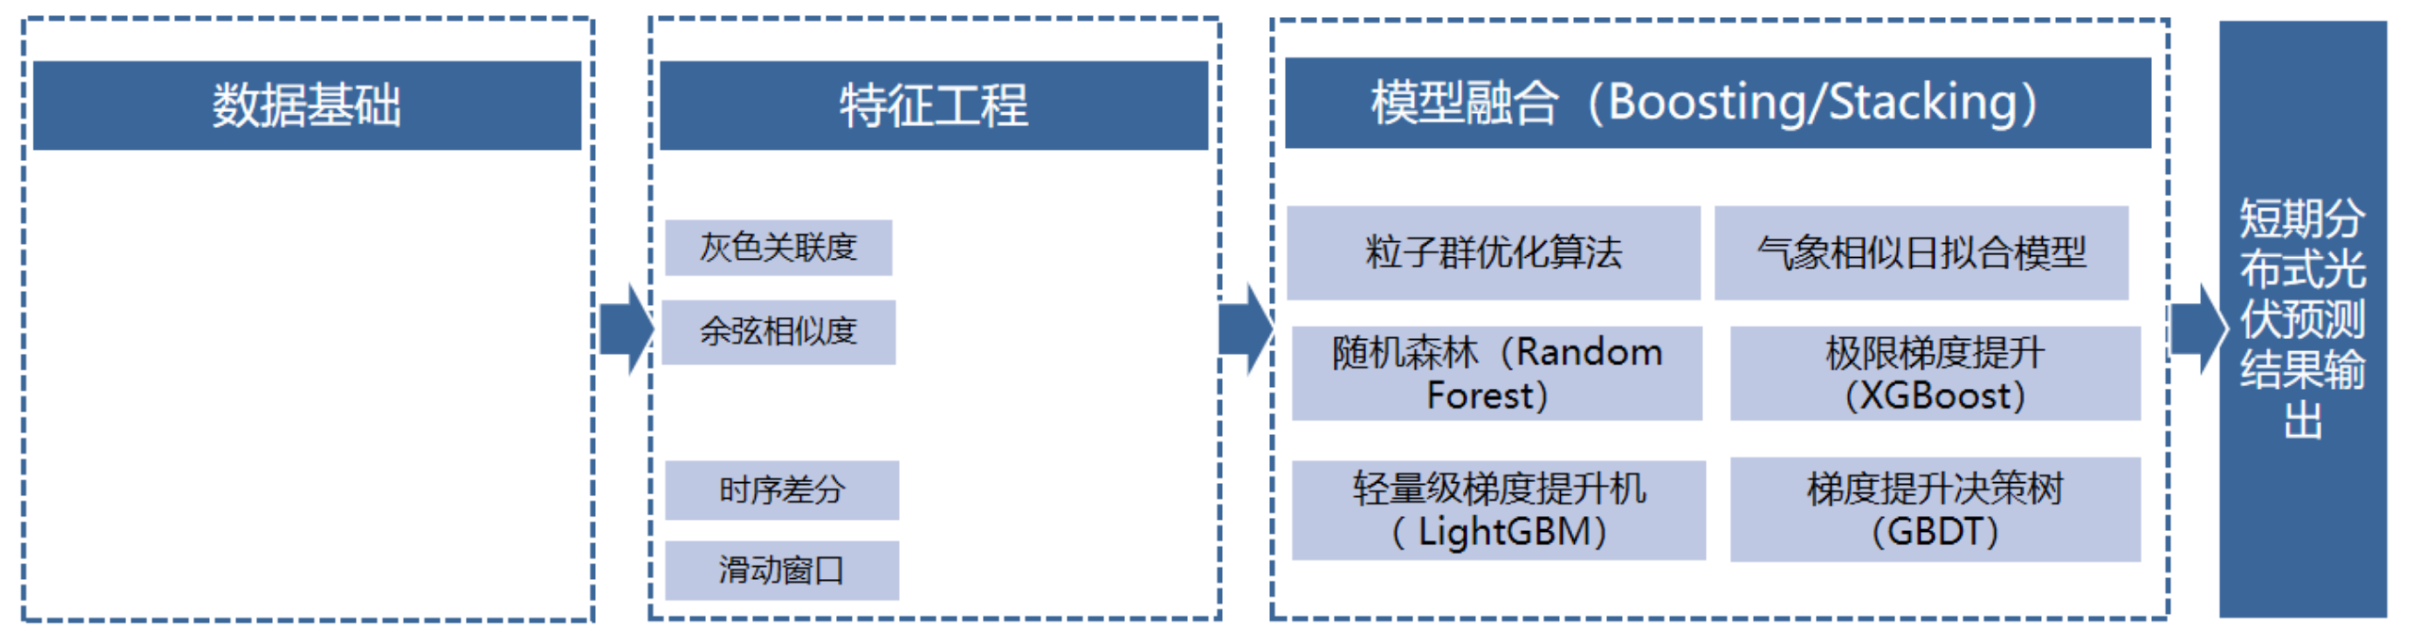 数据基础
特征工程
灰色关联度
余弦相似度
时序差分
滑动窗口
模型融合（Boosting/Stacking）
粒子群优化算法
气象相似日拟合模型
随机森林（Random
Forest）
极限梯度提升
（XGBoost）
轻量级梯度提升机
（ LightGBM）
梯度提升决策树
（GBDT）
短期分
布式光
伏预测
结果输
出